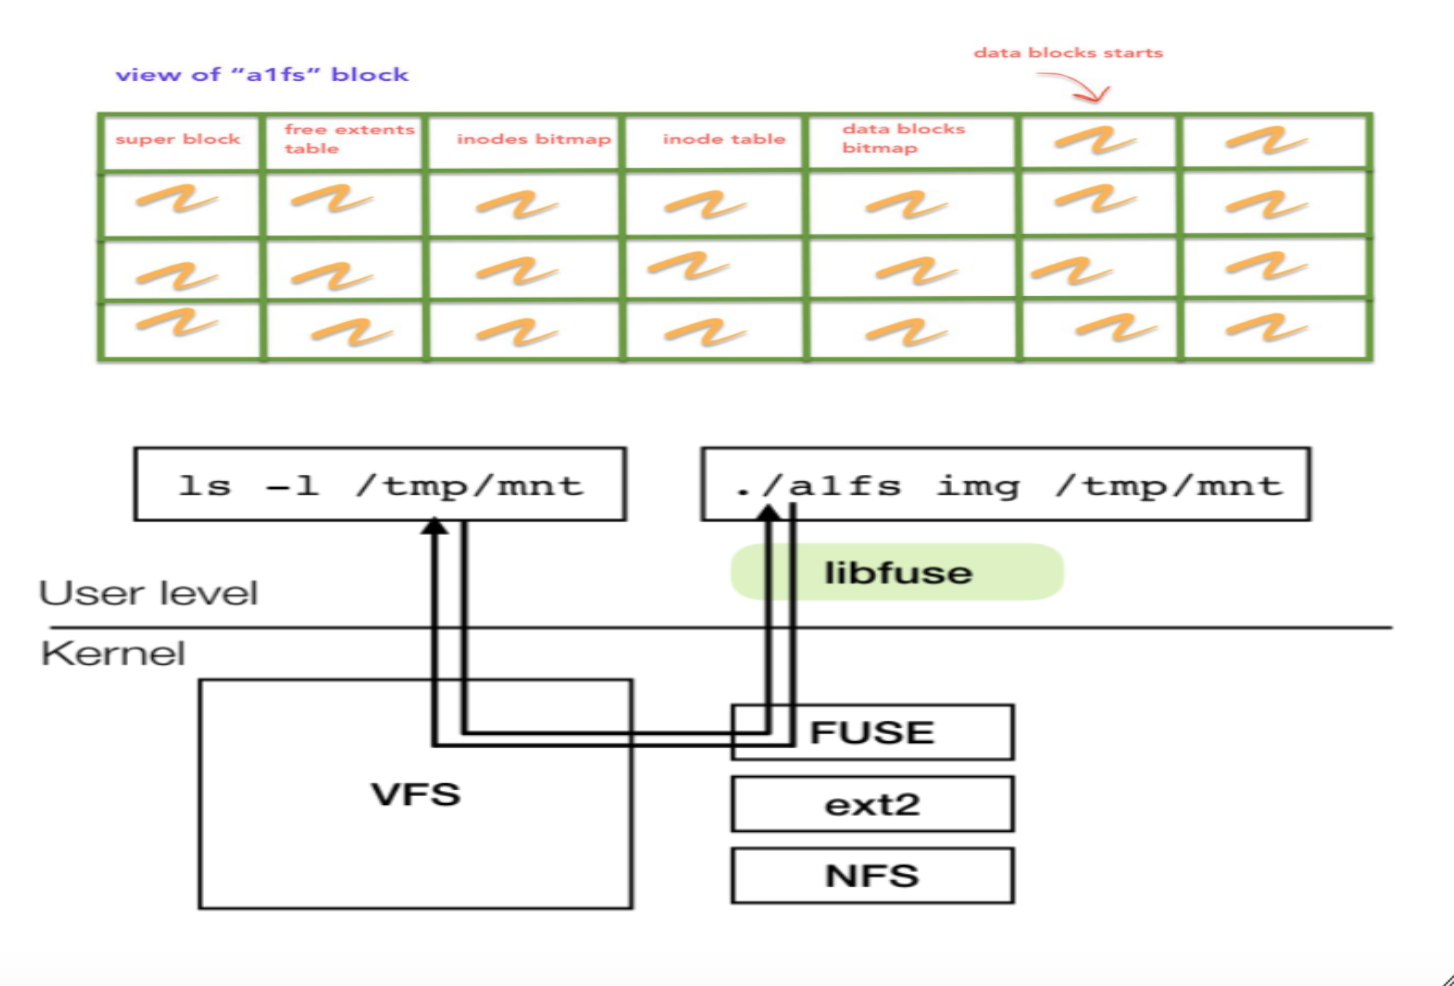 data blocks starts
view of “a1fs” block
super block
free extents
table
inodes bitmap
inode table
data blocks
bitmap
ls -l /tmp/mnt
./a1fs img /tmp/mnt
libfuse
User level
Kernel
FUSE
VFS
ext2
NFS